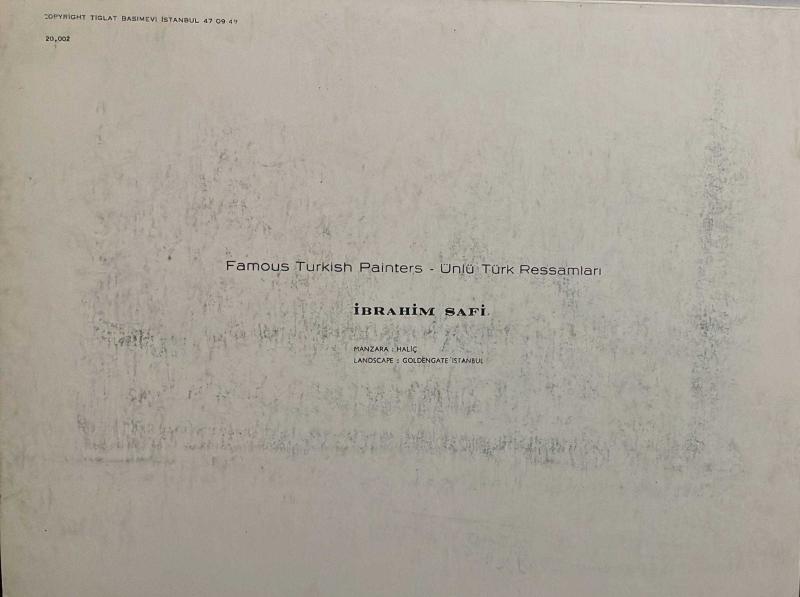 COPYRIGHT TIGLAT BASIMEVİ İSTANBUL 47 09 49
20,002
Famous Turkish Painters - Ünlü Türk Ressamları
İBRAHİM SAFİ
MANZARA : HALİÇ
LANDSCAPE : GOLDENGATE İSTANBUL